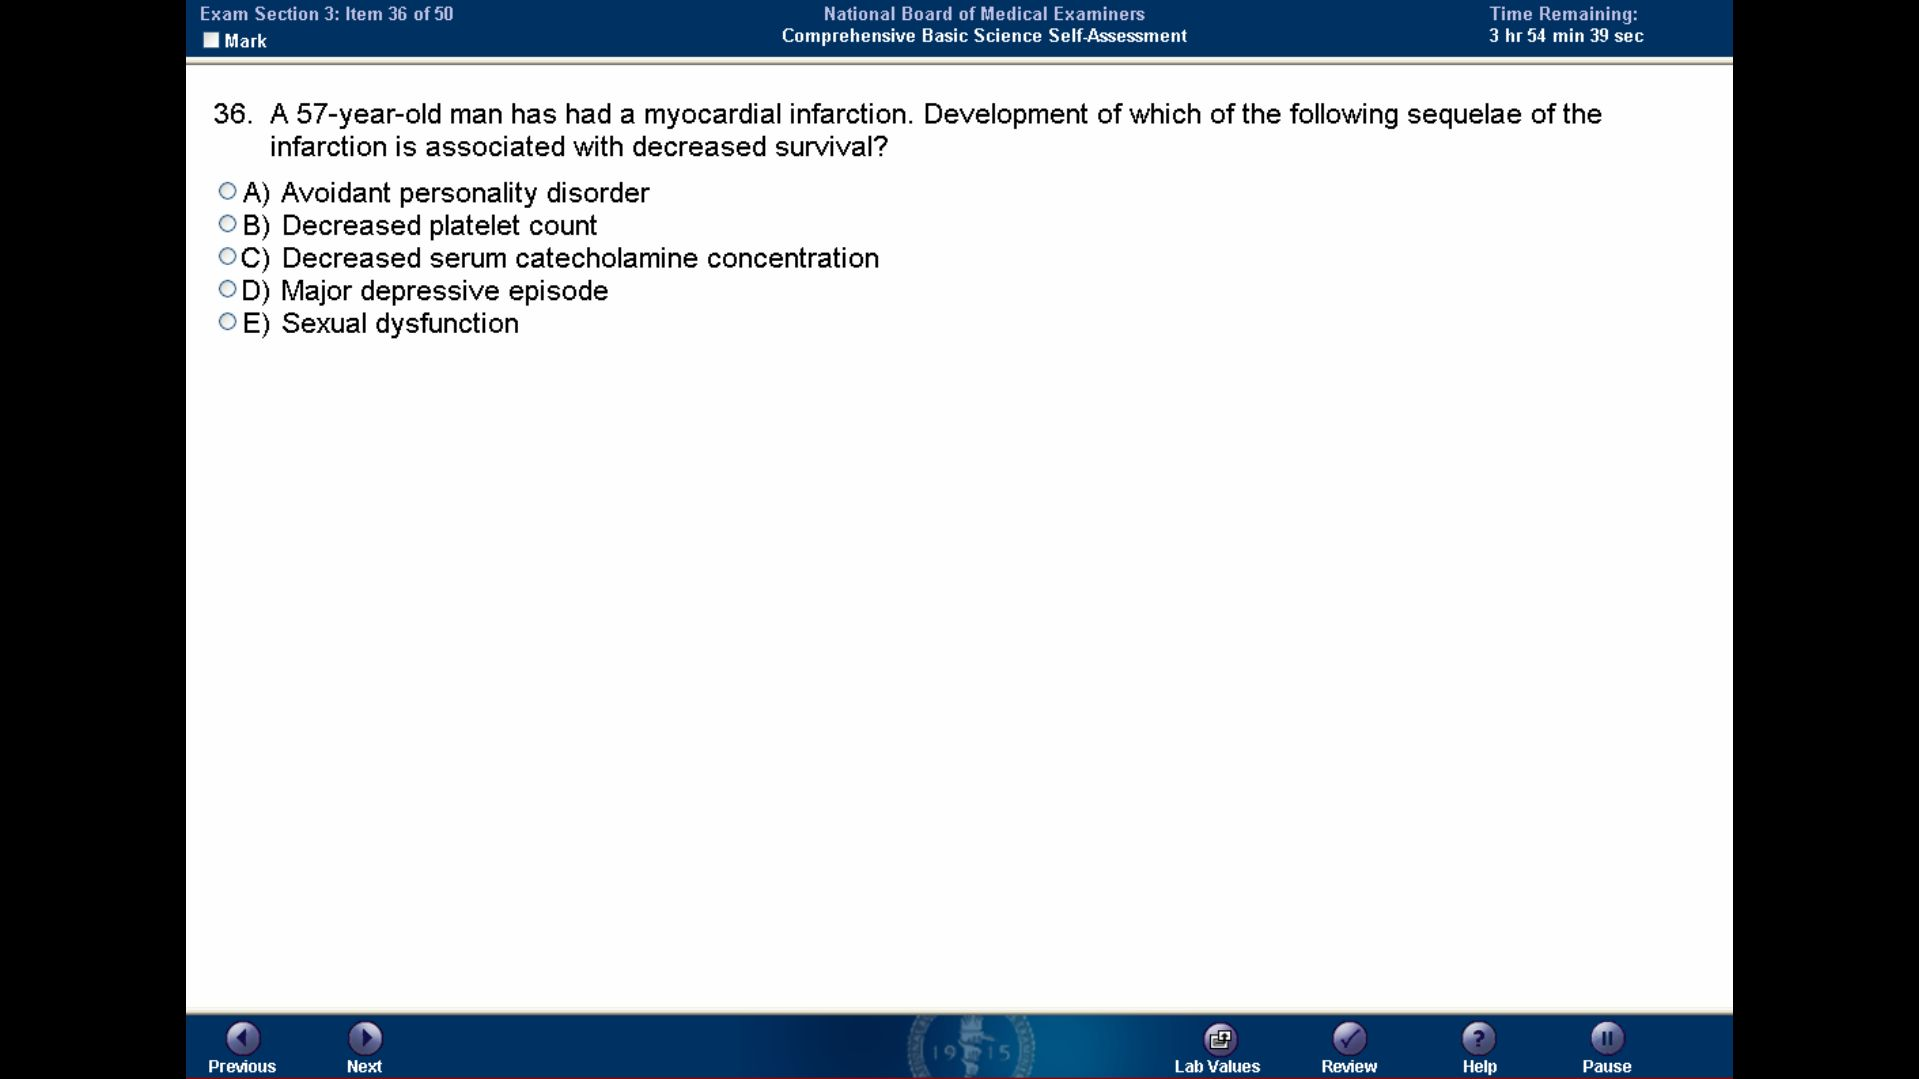 Exam Section 3: Item 36 of 50
National Board of Medical Examiners
Time Remaining:
Mark
Comprehensive Basic Science Self-Assessment
3 hr 54 min 39 sec
36. A 57-year-old man has had a myocardial infarction. Development of which of the following sequelae of the
infarction is associated with decreased survival?
A) Avoidant personality disorder
B) Decreased platelet count
C) Decreased serum catecholamine concentration
D) Major depressive episode
E) Sexual dysfunction
1915
Previous
Next
Lab Values
Review
Help
Pause